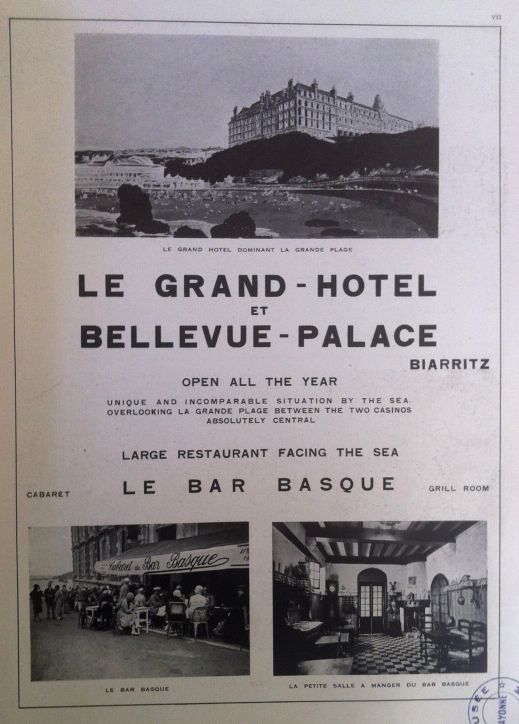 VII
LE GRAND HOTEL DOMINANT LA GRANDE PLAGE
LE GRAND-HOTEL
ET
BELLEVUE-PALACE
BIARRITZ
OPEN ALL THE YEAR
UNIQUE AND INCOMPARABLE SITUATION BY THE SEA
OVERLOOKING LA GRANDE PLAGE BETWEEN THE TWO CASINOS
ABSOLUTELY CENTRAL
LARGE RESTAURANT FACING THE SEA
CABARET
LE BAR BASQUE
GRILL ROOM
Cabaret du Bar Basque
LE BAR BASQUE
LA PETITE SALLE A MANGER DU BAR BASQUE